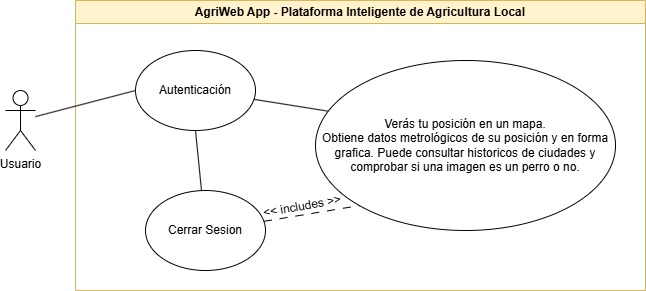 AgriWeb App - Plataforma Inteligente de Agricultura Local
Autenticación
Verás tu posición en un mapa.
Obtiene datos metrológicos de su posición y en forma
grafica. Puede consultar historicos de ciudades y
comprobar si una imagen es un perro o no.
Usuario
<< includes >>
Cerrar Sesion